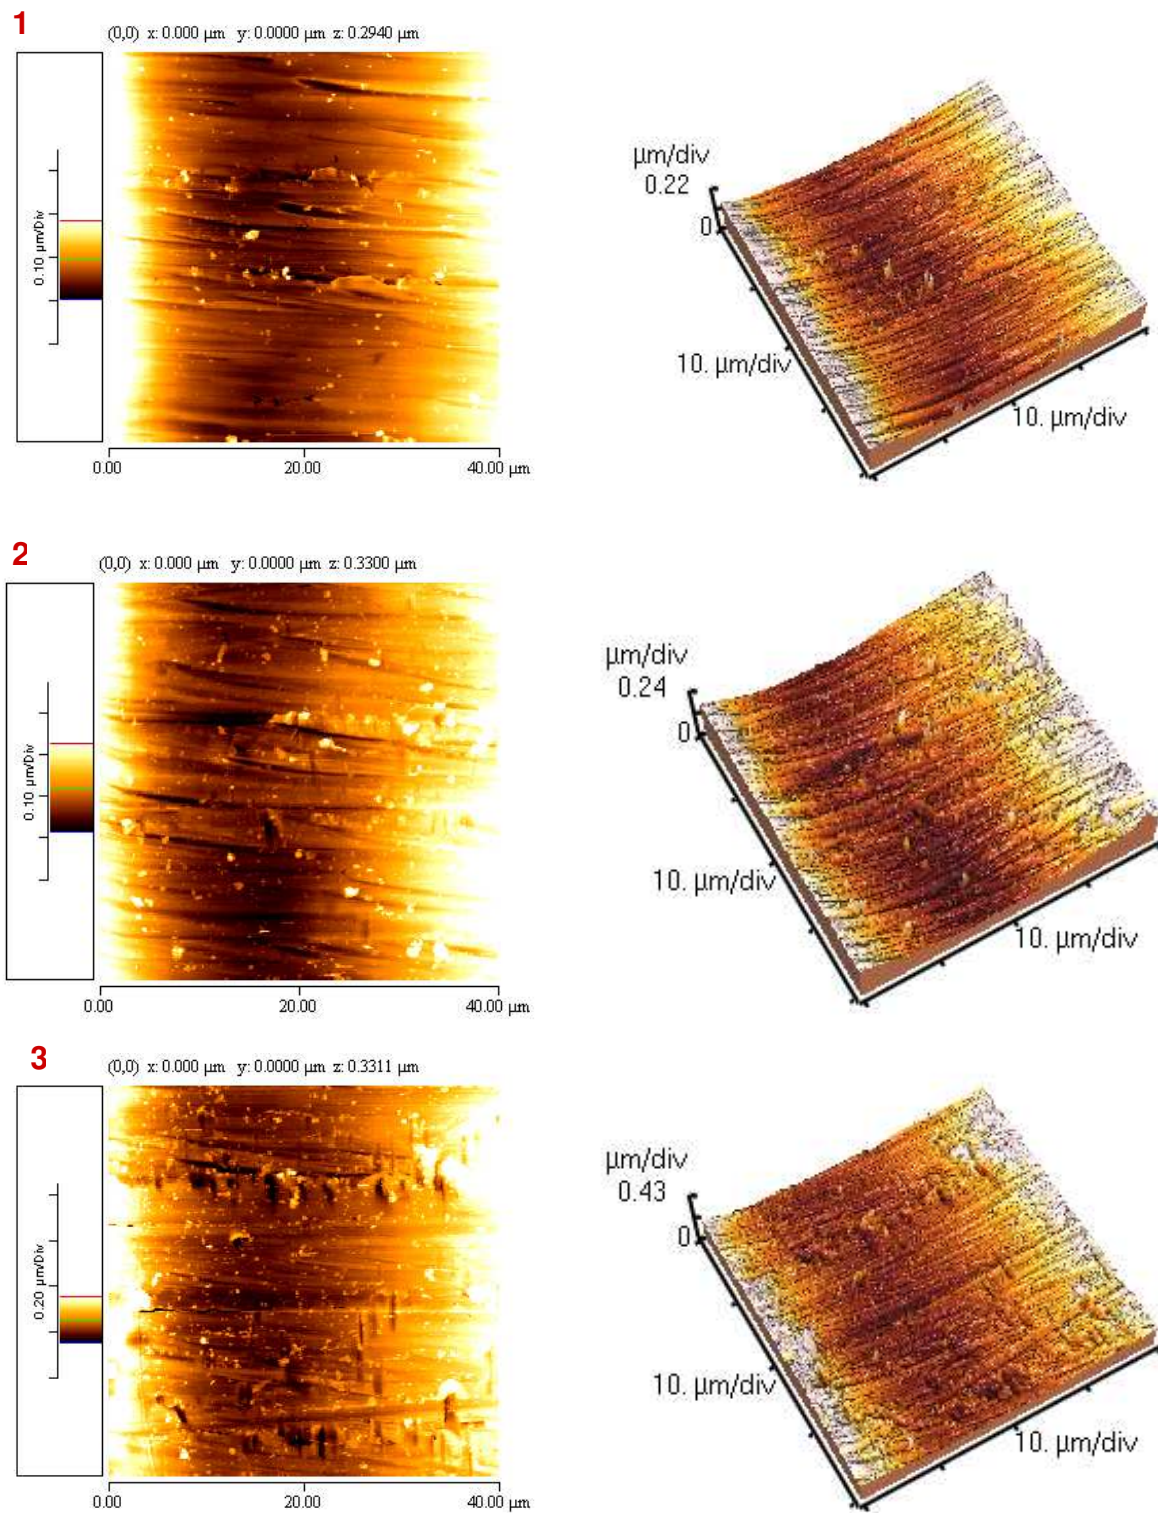 1
(0,0) x: 0.000 µm y: 0.0000 µm z: 0.2940 µm
0.10 µm/Div
0.00 20.00 40.00 µm
µm/div
0.22
0
10. µm/div
10. µm/div
2
(0,0) x: 0.000 µm y: 0.0000 µm z: 0.3300 µm
0.10 µm/Div
0.00 20.00 40.00 µm
µm/div
0.24
0
10. µm/div
10. µm/div
3
(0,0) x: 0.000 µm y: 0.0000 µm z: 0.3311 µm
0.20 µm/Div
0.00 20.00 40.00 µm
µm/div
0.43
0
10. µm/div
10. µm/div